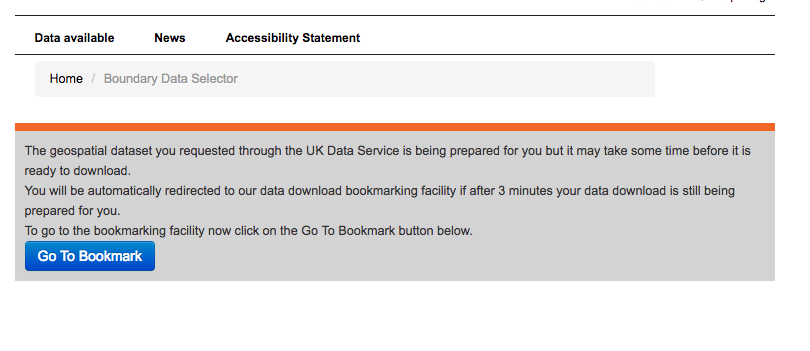 Data available News Accessibility Statement
Home / Boundary Data Selector
The geospatial dataset you requested through the UK Data Service is being prepared for you but it may take some time before it is
ready to download.
You will be automatically redirected to our data download bookmarking facility if after 3 minutes your data download is still being
prepared for you.
To go to the bookmarking facility now click on the Go To Bookmark button below.
Go To Bookmark